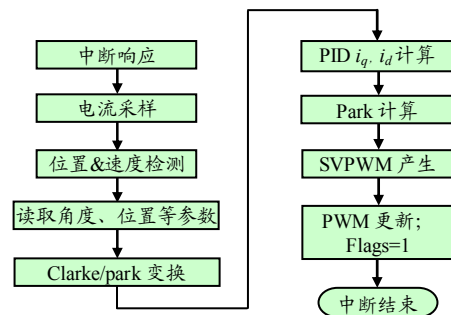 中断响应
电流采样
位置&速度检测
读取角度、位置等参数
Clarke/park 变换
PID iq, id 计算
Park 计算
SVPWM 产生
PWM 更新；
Flags=1
中断结束